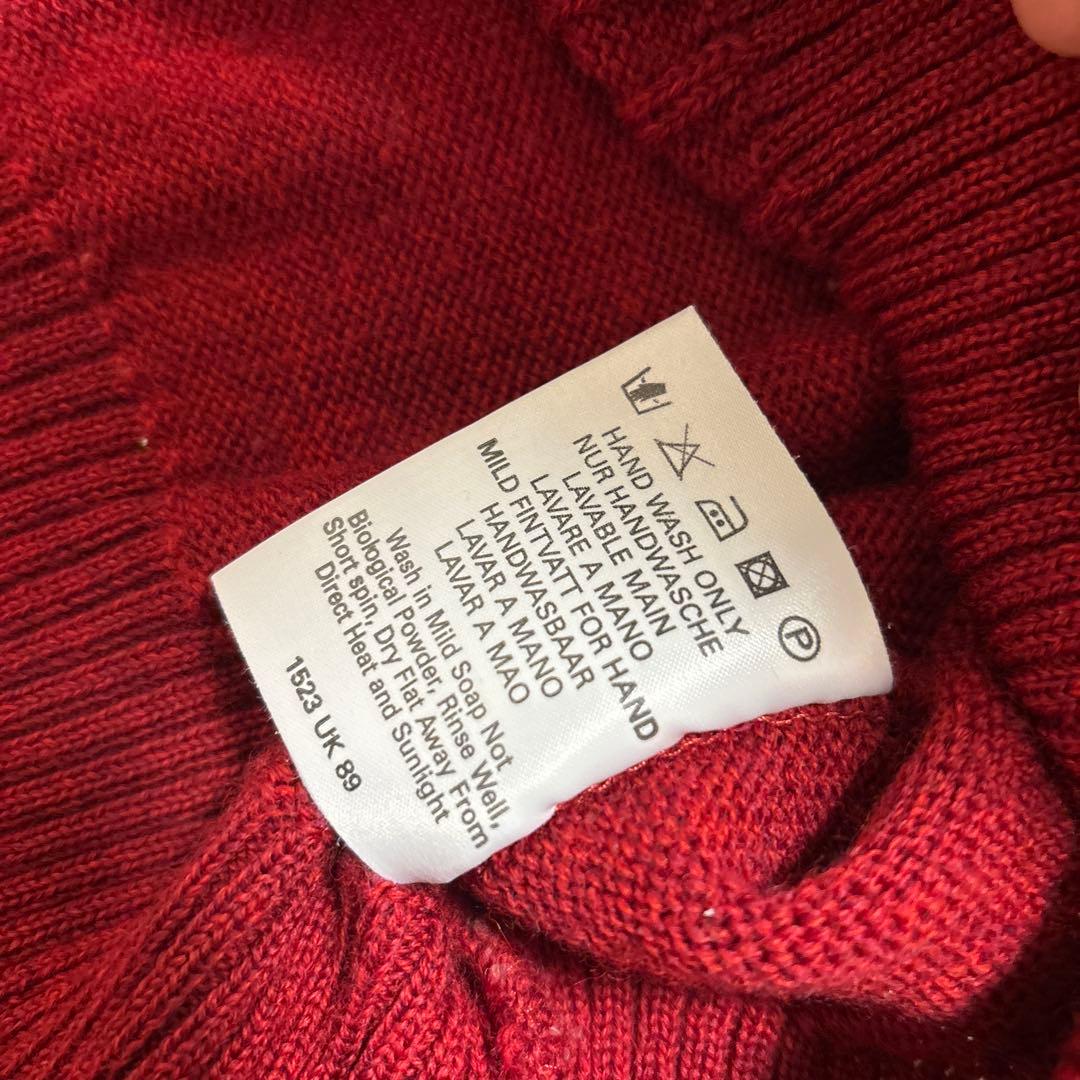 P
HAND WASH ONLY
NUR HANDWASCHE
LAVABLE MAIN
LAVARE A MANO
MILD FINTVATT FOR HAND
HANDWASBAAR
LAVAR A MANO
LAVAR A MAO
Wash in Mild Soap Not
Biological Powder, Rinse Well,
Short spin, Dry Flat Away From
Direct Heat and Sunlight
1523 UK 89